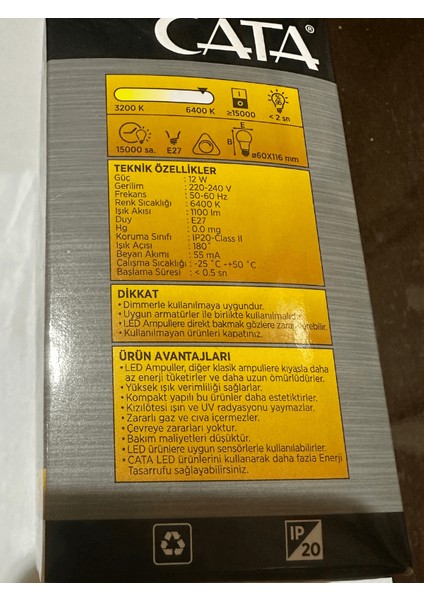 CATA®
3200 K 6400 K ≥15000 < 2 sn
15000 sa. E27 B E ø60X116 mm
TEKNİK ÖZELLİKLER
Güç : 12 W
Gerilim : 220-240 V
Frekans : 50-60 Hz
Renk Sıcaklığı : 6400 K
Işık Akısı : 1100 lm
Duy : E27
Hg : 0.0 mg
Koruma Sınıfı : IP20-Class II
Işık Açısı : 180°
Beyan Akımı : 55 mA
Çalışma Sıcaklığı : -25 °C -+50 °C
Başlama Süresi : < 0.5 sn
DİKKAT
• Dimmerle kullanılmaya uygundur.
• Uygun armatürler ile birlikte kullanılmalıdır.
• LED Ampullere direkt bakmak gözlere zarar verebilir.
• Kullanılmayan ürünleri kapatınız.
ÜRÜN AVANTAJLARI
• LED Ampuller, diğer klasik ampullere kıyasla daha
az enerji tüketirler ve daha uzun ömürlüdürler.
• Yüksek ışık verimliliği sağlarlar.
• Kompakt yapılı bu ürünler daha estetiktirler.
• Kızılötesi ışın ve UV radyasyonu yaymazlar.
• Zararlı gaz ve cıva içermezler.
• Çevreye zararları yoktur.
• Bakım maliyetleri düşüktür.
• LED ürünlere uygun sensörlerle kullanılabilirler.
• CATA LED ürünlerini kullanarak daha fazla Enerji
Tasarrufu sağlayabilirsiniz.
IP
20